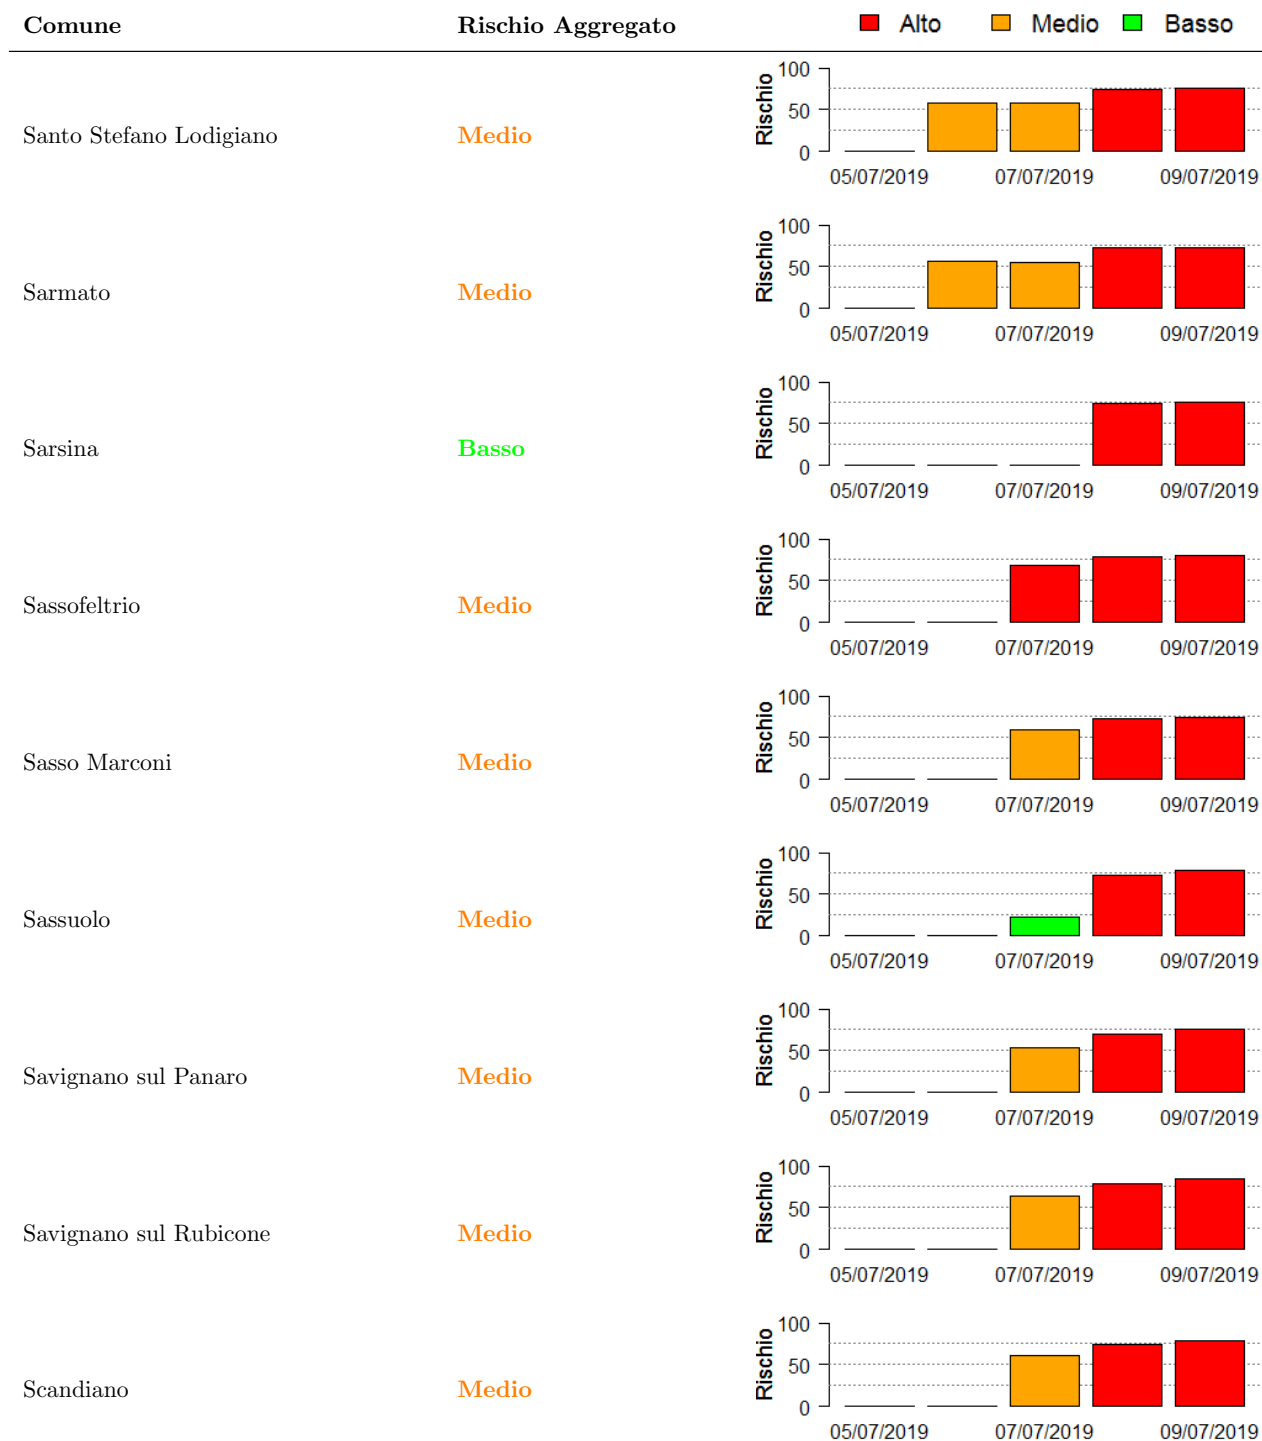 Comune Rischio Aggregato Alto Medio Basso
Santo Stefano Lodigiano Medio Rischio 100 50 0
05/07/2019 07/07/2019 09/07/2019
Sarmato Medio Rischio 100 50 0
05/07/2019 07/07/2019 09/07/2019
Sarsina Basso Rischio 100 50 0
05/07/2019 07/07/2019 09/07/2019
Sassofeltrio Medio Rischio 100 50 0
05/07/2019 07/07/2019 09/07/2019
Sasso Marconi Medio Rischio 100 50 0
05/07/2019 07/07/2019 09/07/2019
Sassuolo Medio Rischio 100 50 0
05/07/2019 07/07/2019 09/07/2019
Savignano sul Panaro Medio Rischio 100 50 0
05/07/2019 07/07/2019 09/07/2019
Savignano sul Rubicone Medio Rischio 100 50 0
05/07/2019 07/07/2019 09/07/2019
Scandiano Medio Rischio 100 50 0
05/07/2019 07/07/2019 09/07/2019